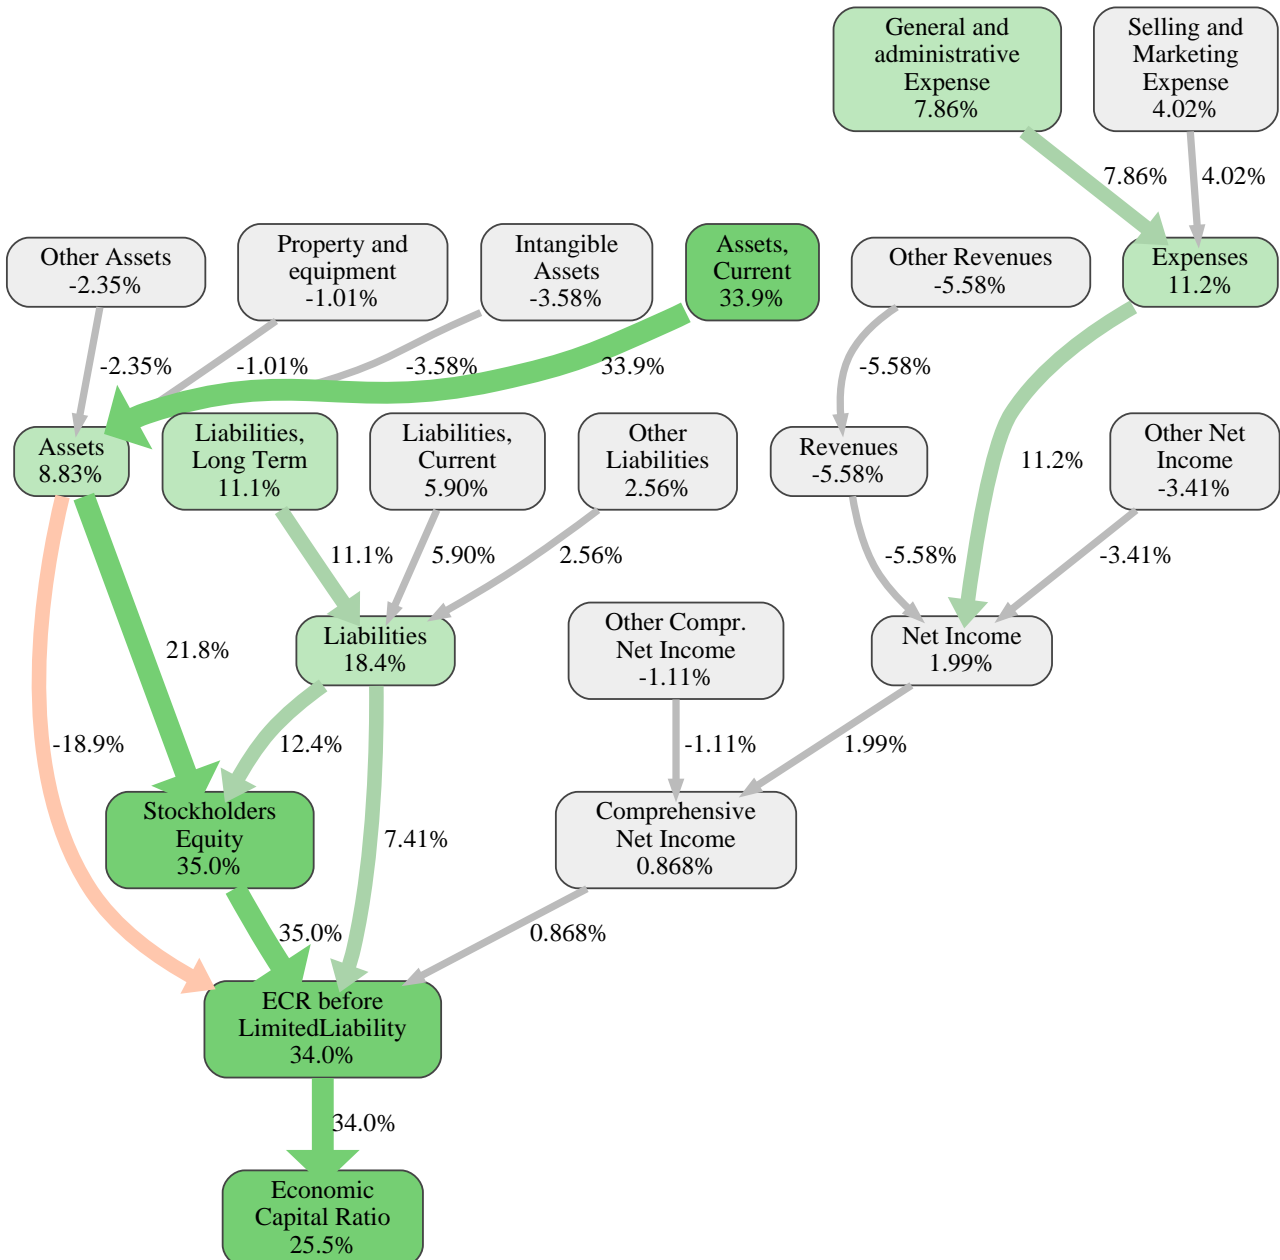 General and
administrative
Expense
7.86%
Selling and
Marketing
Expense
4.02%
7.86%
4.02%
Other Assets
-2.35%
Property and
equipment
-1.01%
Intangible
Assets
-3.58%
Assets,
Current
33.9%
Other Revenues
-5.58%
Expenses
11.2%
-2.35%
-1.01%
-3.58%
33.9%
-5.58%
Assets
8.83%
Liabilities,
Long Term
11.1%
Liabilities,
Current
5.90%
Other
Liabilities
2.56%
Revenues
-5.58%
11.2%
Other Net
Income
-3.41%
11.1%
5.90%
2.56%
-5.58%
-3.41%
21.8%
Liabilities
18.4%
Other Compr.
Net Income
-1.11%
Net Income
1.99%
-18.9%
12.4%
-1.11%
1.99%
Stockholders
Equity
35.0%
7.41%
Comprehensive
Net Income
0.868%
35.0%
0.868%
ECR before
LimitedLiability
34.0%
34.0%
Economic
Capital Ratio
25.5%